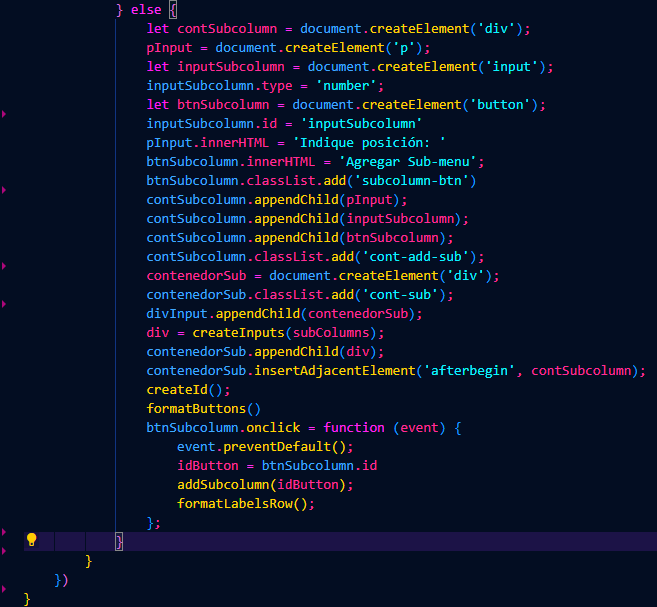 } else {
let contSubcolumn = document.createElement('div');
pInput = document.createElement('p');
let inputSubcolumn = document.createElement('input');
inputSubcolumn.type = 'number';
let btnSubcolumn = document.createElement('button');
inputSubcolumn.id = 'inputSubcolumn'
pInput.innerHTML = 'Indique posición: '
btnSubcolumn.innerHTML = 'Agregar Sub-menu';
btnSubcolumn.classList.add('subcolumn-btn')
contSubcolumn.appendChild(pInput);
contSubcolumn.appendChild(inputSubcolumn);
contSubcolumn.appendChild(btnSubcolumn);
contSubcolumn.classList.add('cont-add-sub');
contenedorSub = document.createElement('div');
contenedorSub.classList.add('cont-sub');
divInput.appendChild(contenedorSub);
div = createInputs(subColumns);
contenedorSub.appendChild(div);
contenedorSub.insertAdjacentElement('afterbegin', contSubcolumn);
createId();
formatButtons()
btnSubcolumn.onclick = function (event) {
event.preventDefault();
idButton = btnSubcolumn.id
addSubcolumn(idButton);
formatLabelsRow();
};
}
}
})
}